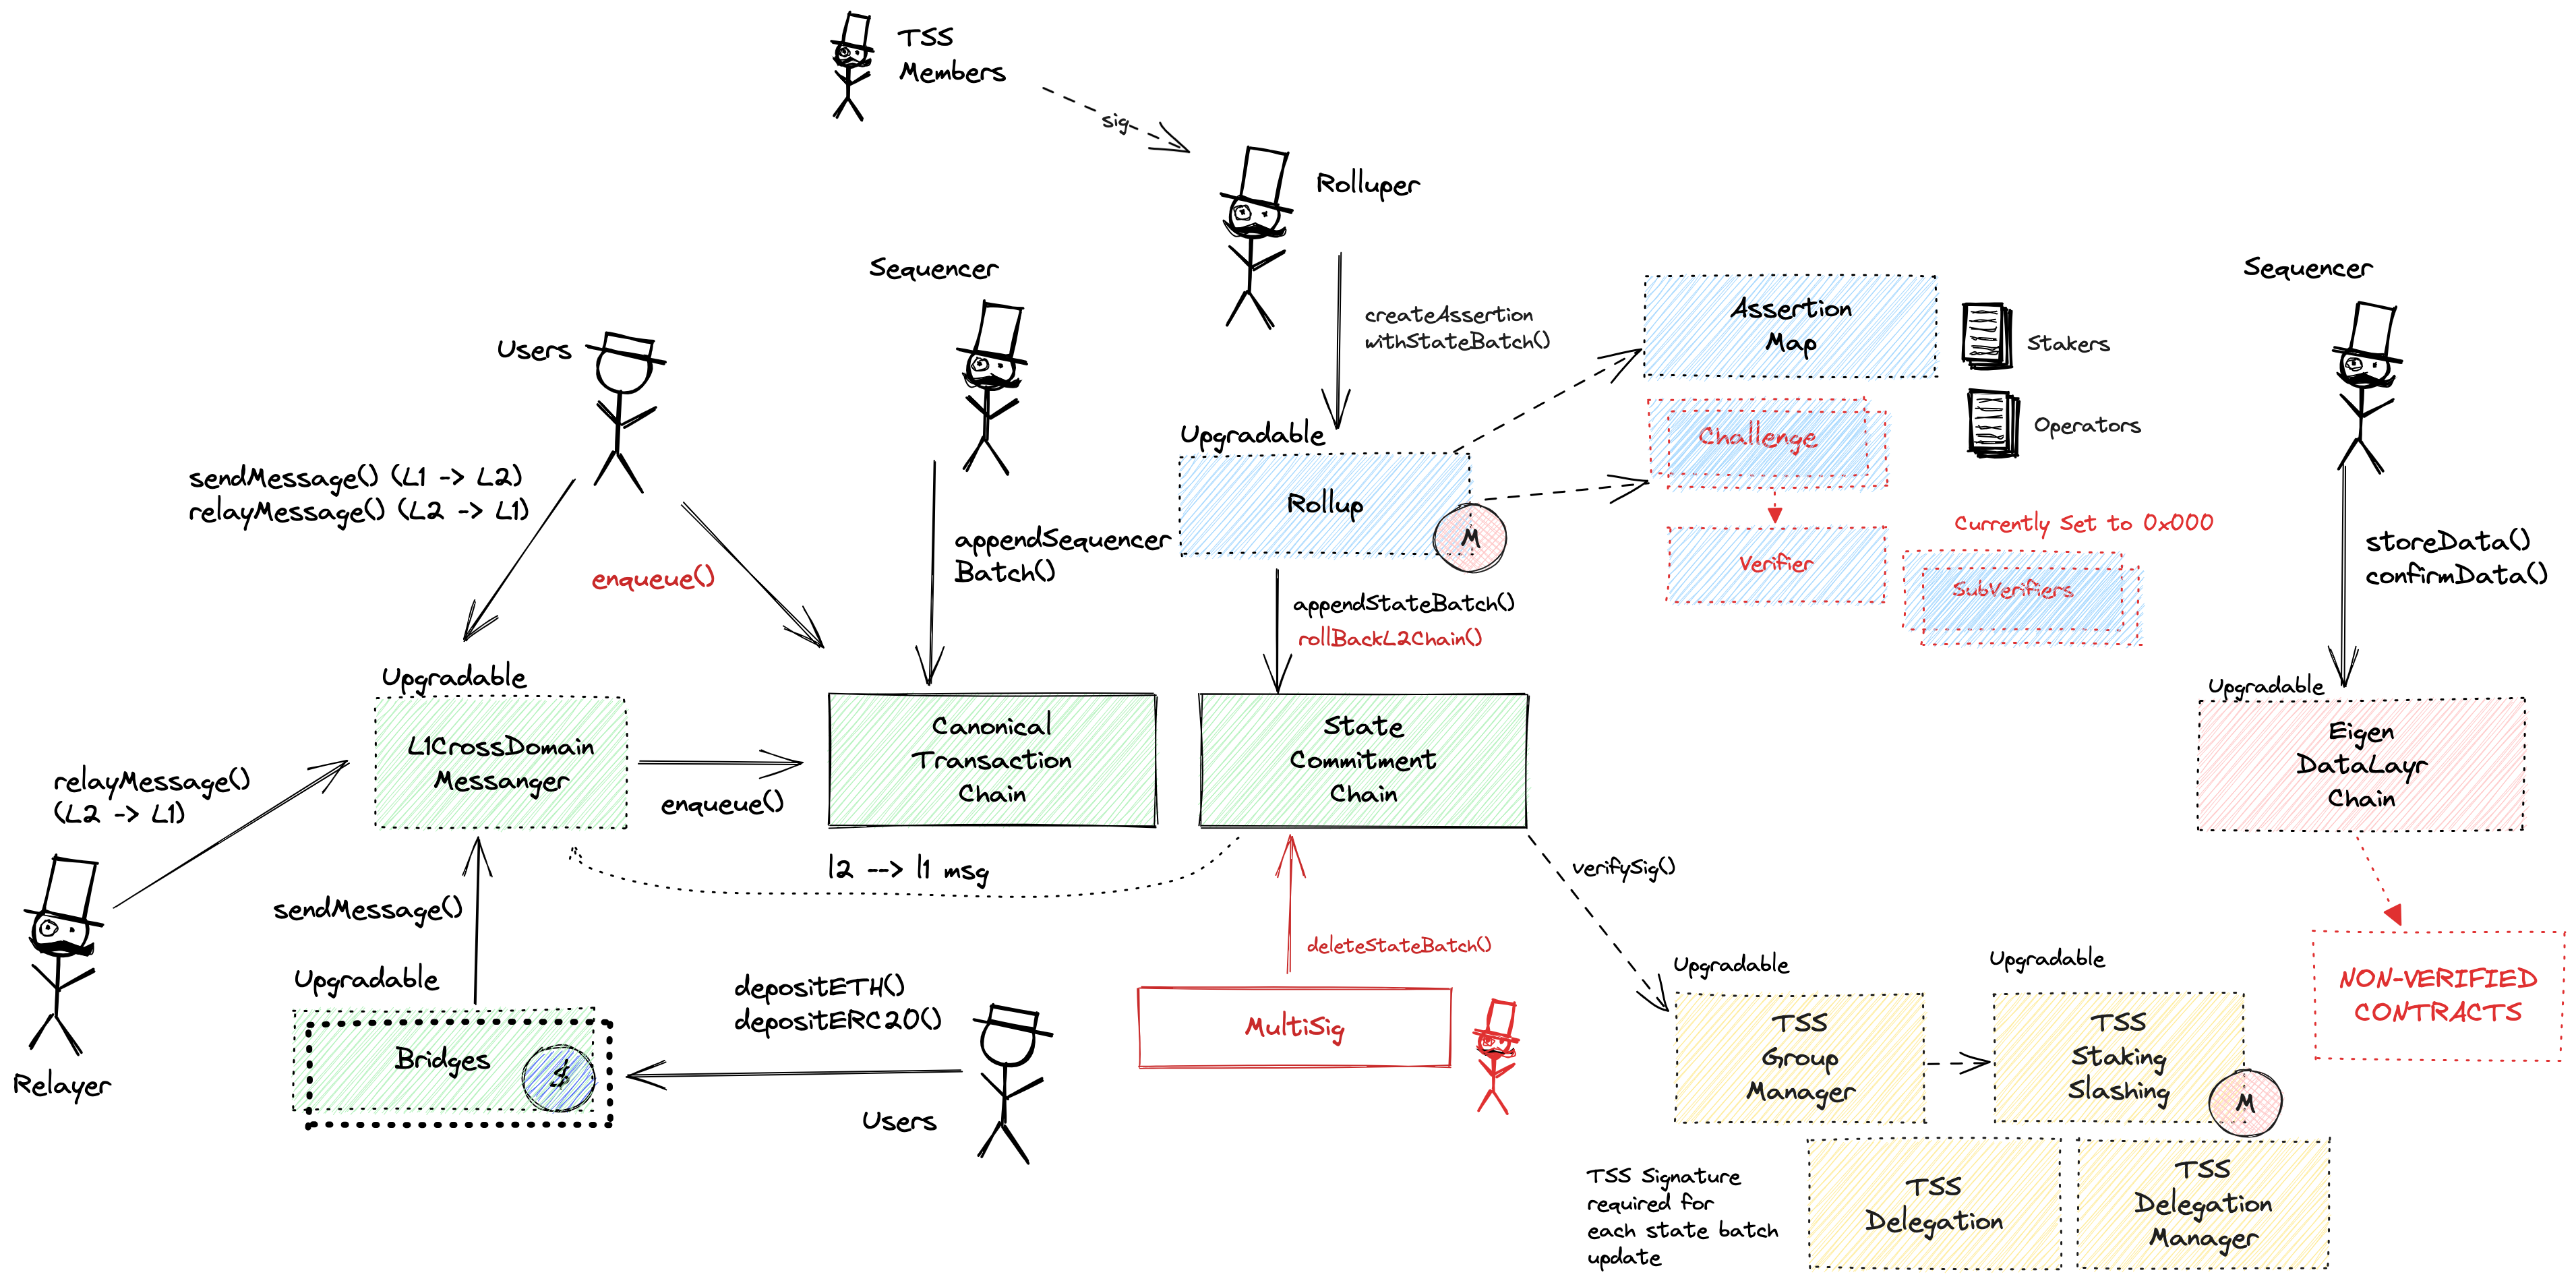 TSS
Members
sig
Rolluper
Sequencer
Sequencer
Users
createAssertion
withStateBatch()
Assertion
Map
Stakers
Operators
Challenge
Upgradable
Rollup
M
Verifier
Currently Set to 0x000
SubVerifiers
sendMessage() (L1 -> L2)
relayMessage() (L2 -> L1)
enqueue()
appendSequencer
Batch()
appendStateBatch()
rollBackL2Chain()
storeData()
confirmData()
Upgradable
L1CrossDomain
Messanger
enqueue()
Canonical
Transaction
Chain
State
Commitment
Chain
Upgradable
Eigen
DataLayr
Chain
relayMessage()
(L2 -> L1)
l2 --> l1 msg
verifySig()
sendMessage()
deleteStateBatch()
Relayer
Upgradable
Bridges
$
depositETH()
depositERC20()
Users
MultiSig
Upgradable
TSS
Group
Manager
Upgradable
TSS
Staking
Slashing
M
NON-VERIFIED
CONTRACTS
TSS Signature
required for
each state batch
update
TSS
Delegation
TSS
Delegation
Manager